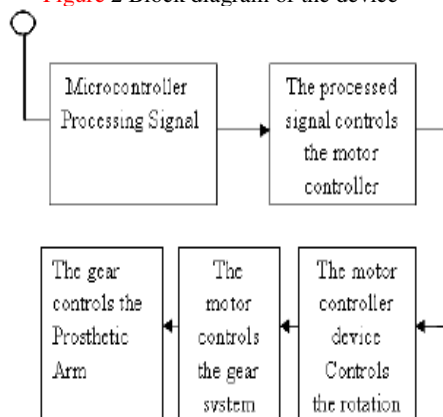 Figure 2 Block diagram of the device
Microcontroller
Processing Signal
The processed
signal controls
the motor
controller
The gear
controls the
Prosthetic
Arm
The
motor
controls
the gear
system
The motor
controller
device
Controls
the rotation